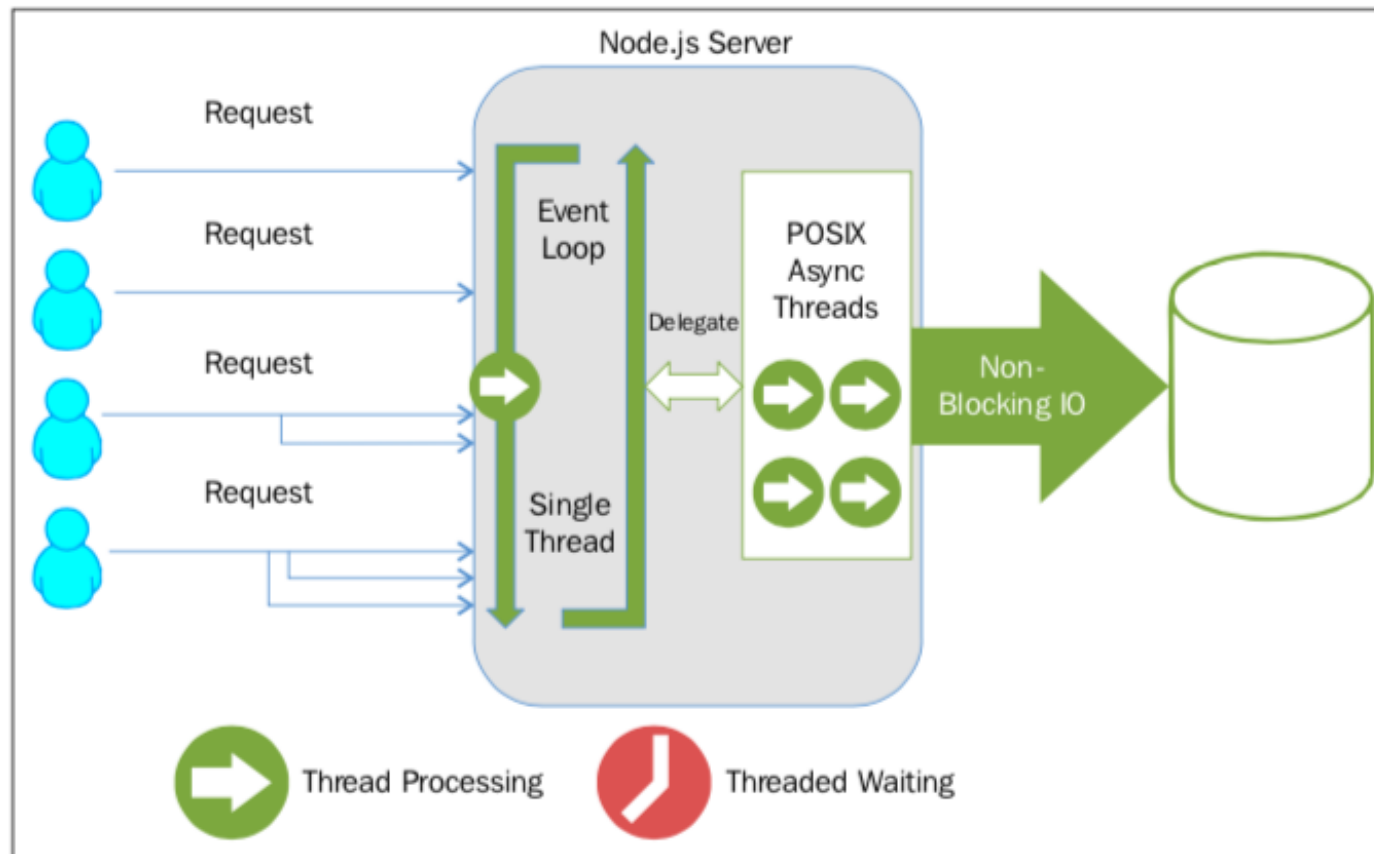 Node.js Server
Request
Request
Request
Request
Event
Loop
Single
Thread
Delegate
POSIX
Async
Threads
Non-
Blocking IO
Thread Processing
Threaded Waiting